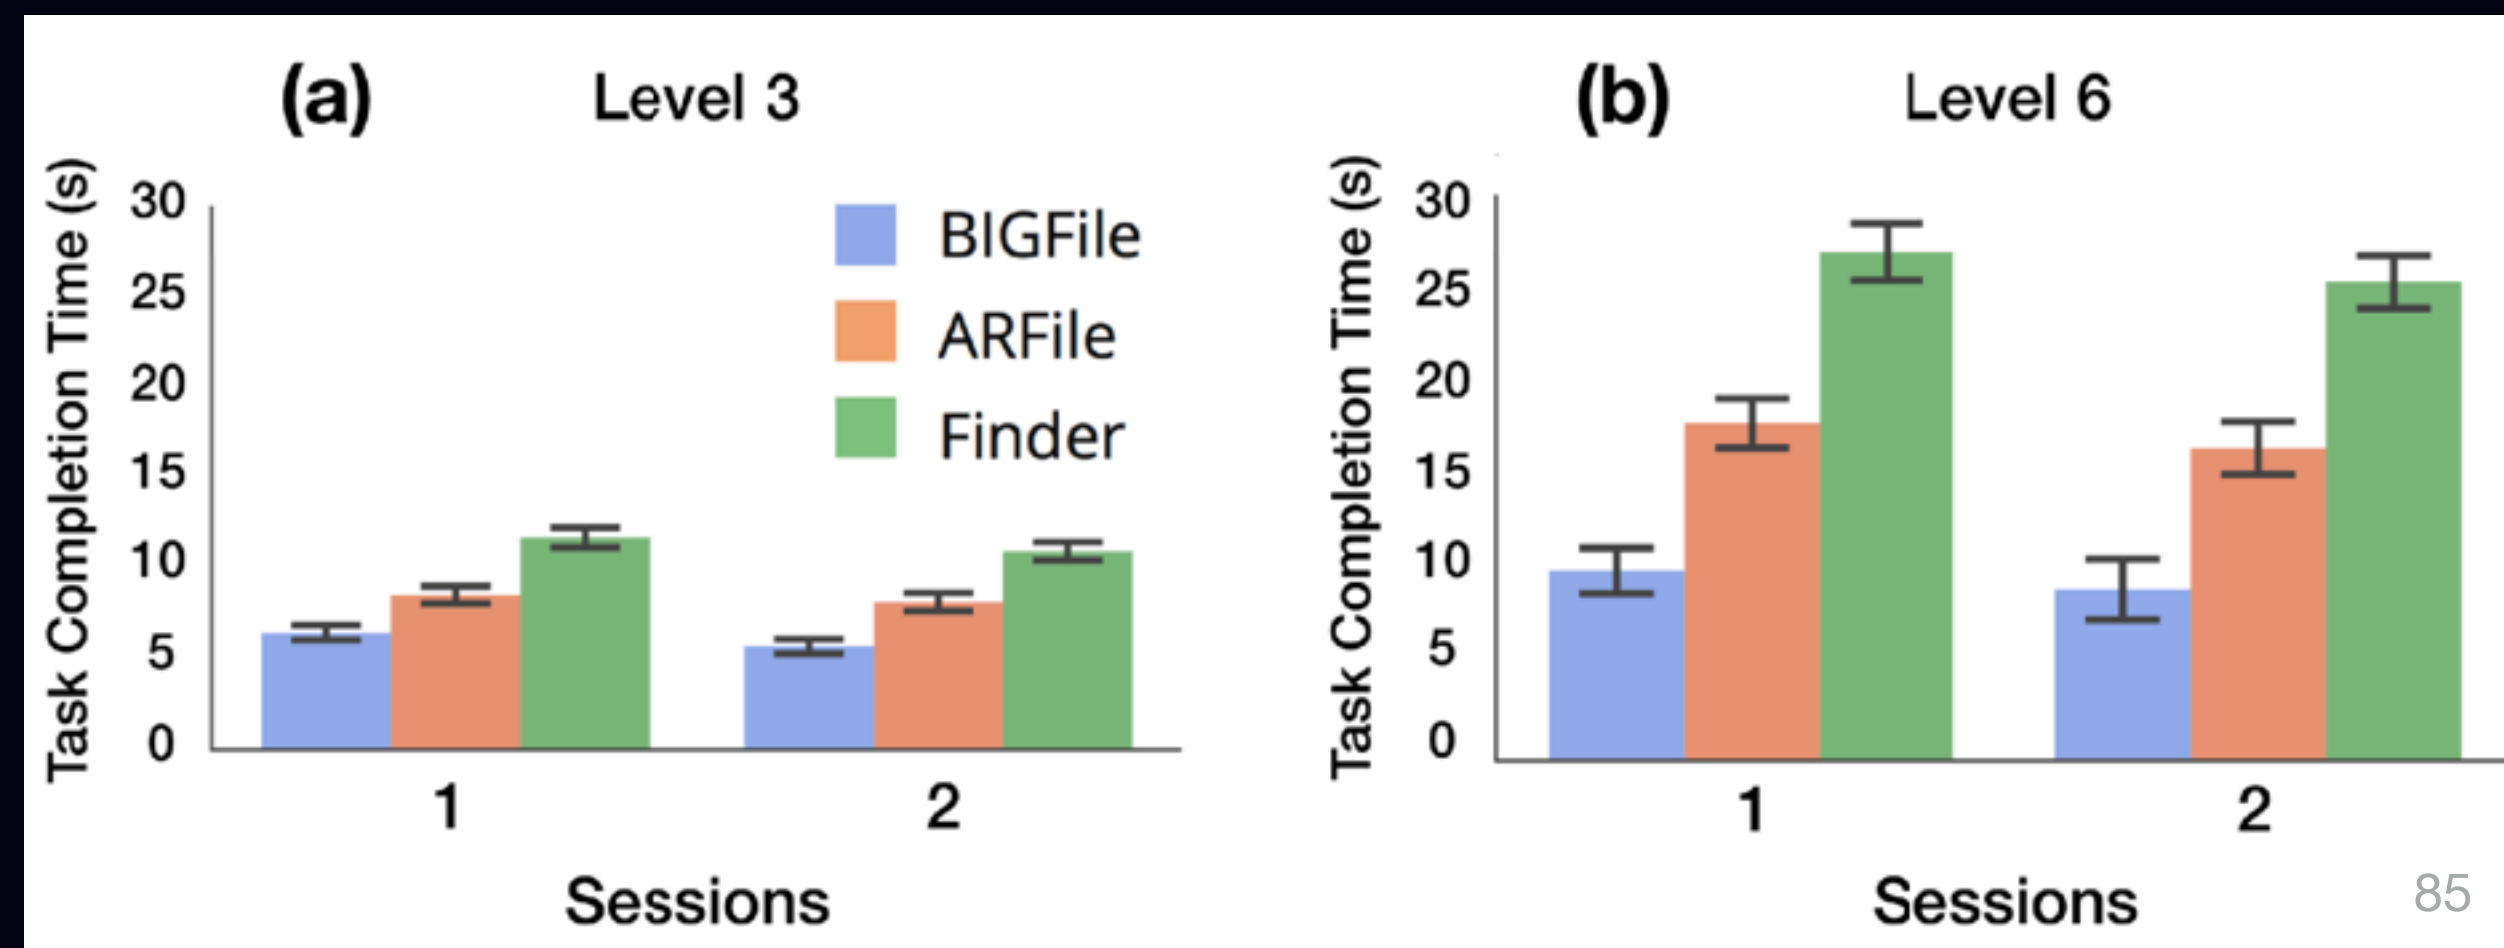 (a) Level 3
Task Completion Time (s)
30
25
20
15
10
5
0
BIGFile
ARFile
Finder
1 2
Sessions
(b) Level 6
Task Completion Time (s)
30
25
20
15
10
5
0
1 2
Sessions
85